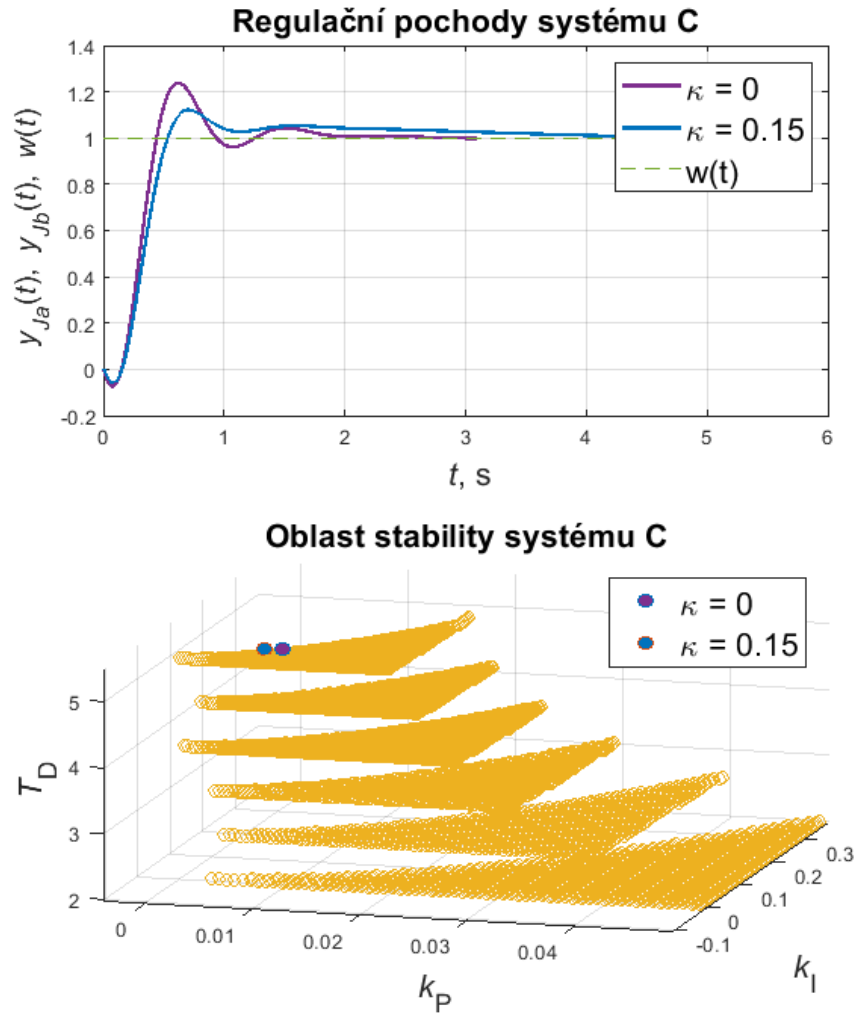 Regulační pochody systému C
1.4
1.2
1
0.8
0.6
0.4
0.2
0
-0.2
y_Ja(t), y_Jb(t), w(t)
κ = 0
κ = 0.15
w(t)
0 1 2 3 4 5 6
t, s
Oblast stability systému C
κ = 0
κ = 0.15
5
4
3
2
T_D
0 0.01 0.02 0.03 0.04
k_P
0.3
0.2
0.1
0
-0.1
k_I